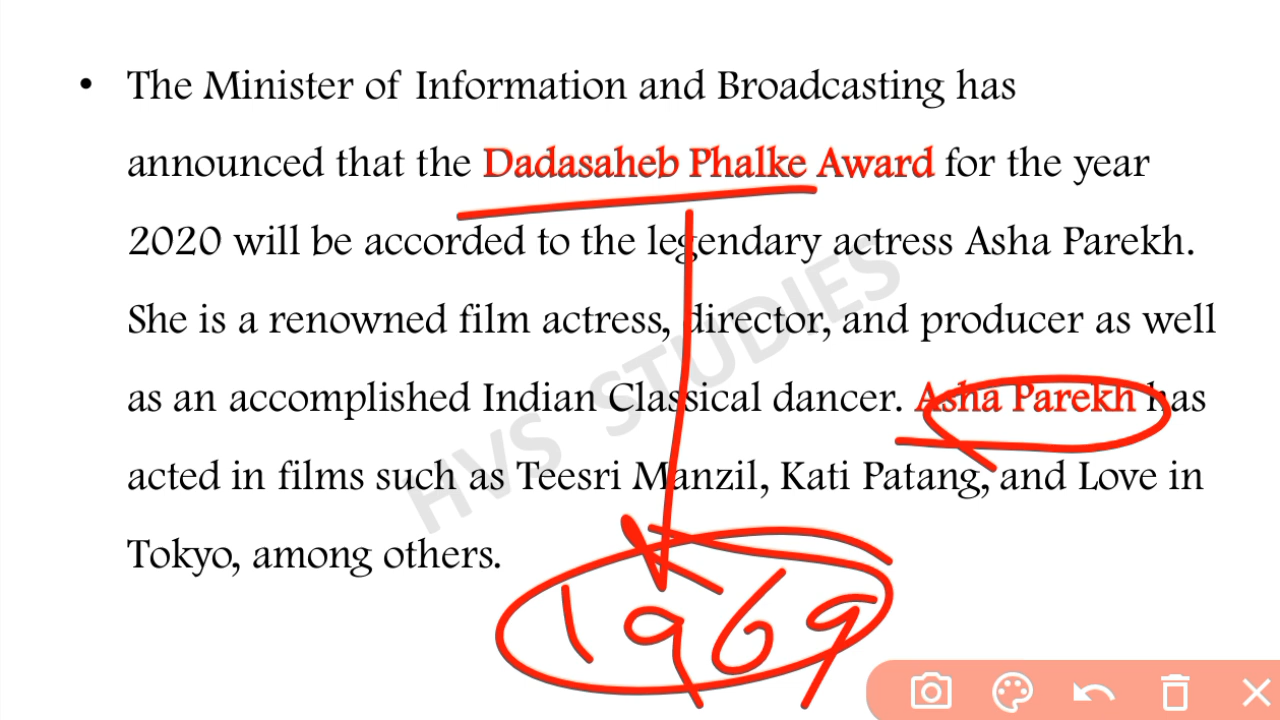 • The Minister of Information and Broadcasting has
announced that the Dadasaheb Phalke Award for the year
2020 will be accorded to the legendary actress Asha Parekh.
She is a renowned film actress, director, and producer as well
as an accomplished Indian Classical dancer. Asha Parekh has
acted in films such as Teesri Manzil, Kati Patang, and Love in
Tokyo, among others.
HVS STUDIES
1969